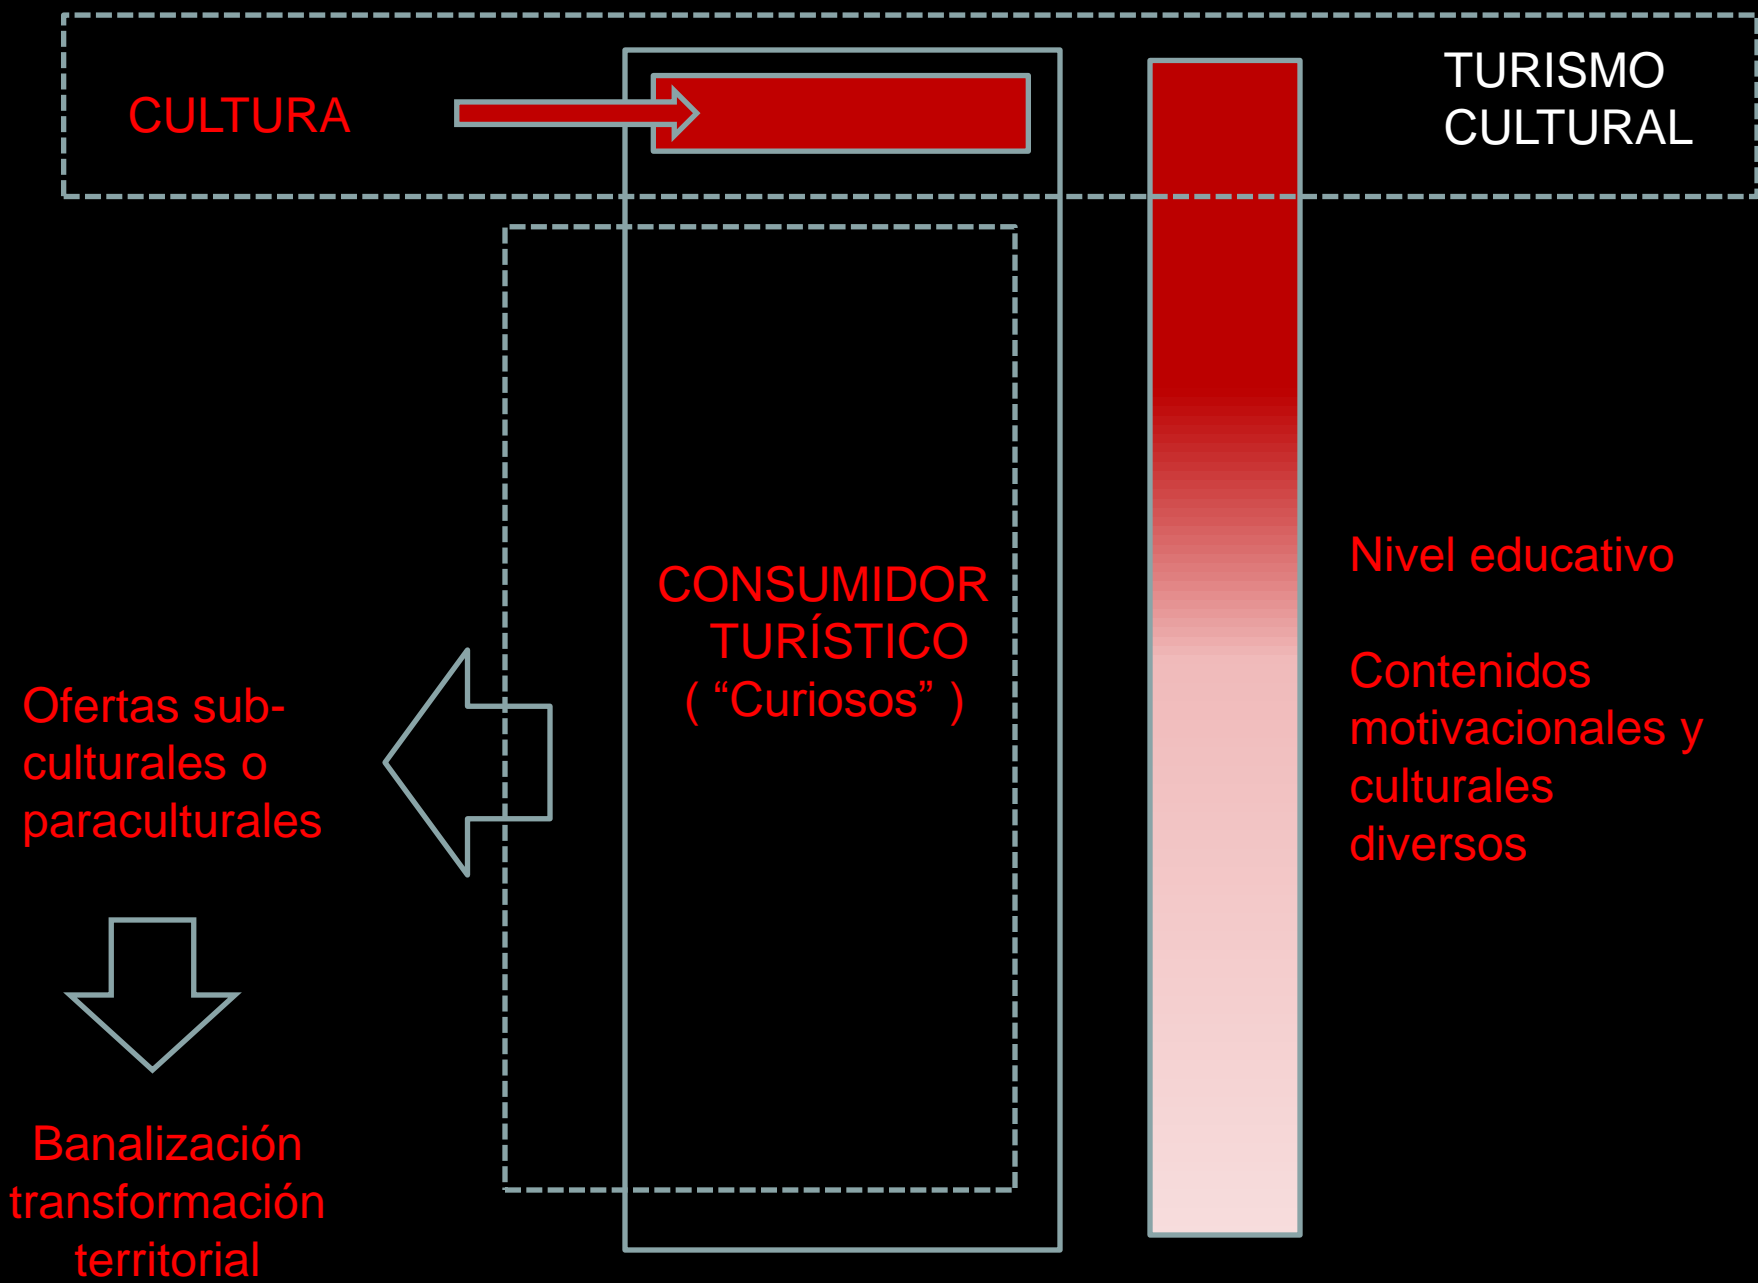 CULTURA
TURISMO
CULTURAL
CONSUMIDOR
TURÍSTICO
( “Curiosos” )
Nivel educativo
Contenidos
motivacionales y
culturales
diversos
Ofertas sub-
culturales o
paraculturales
Banalización
transformación
territorial